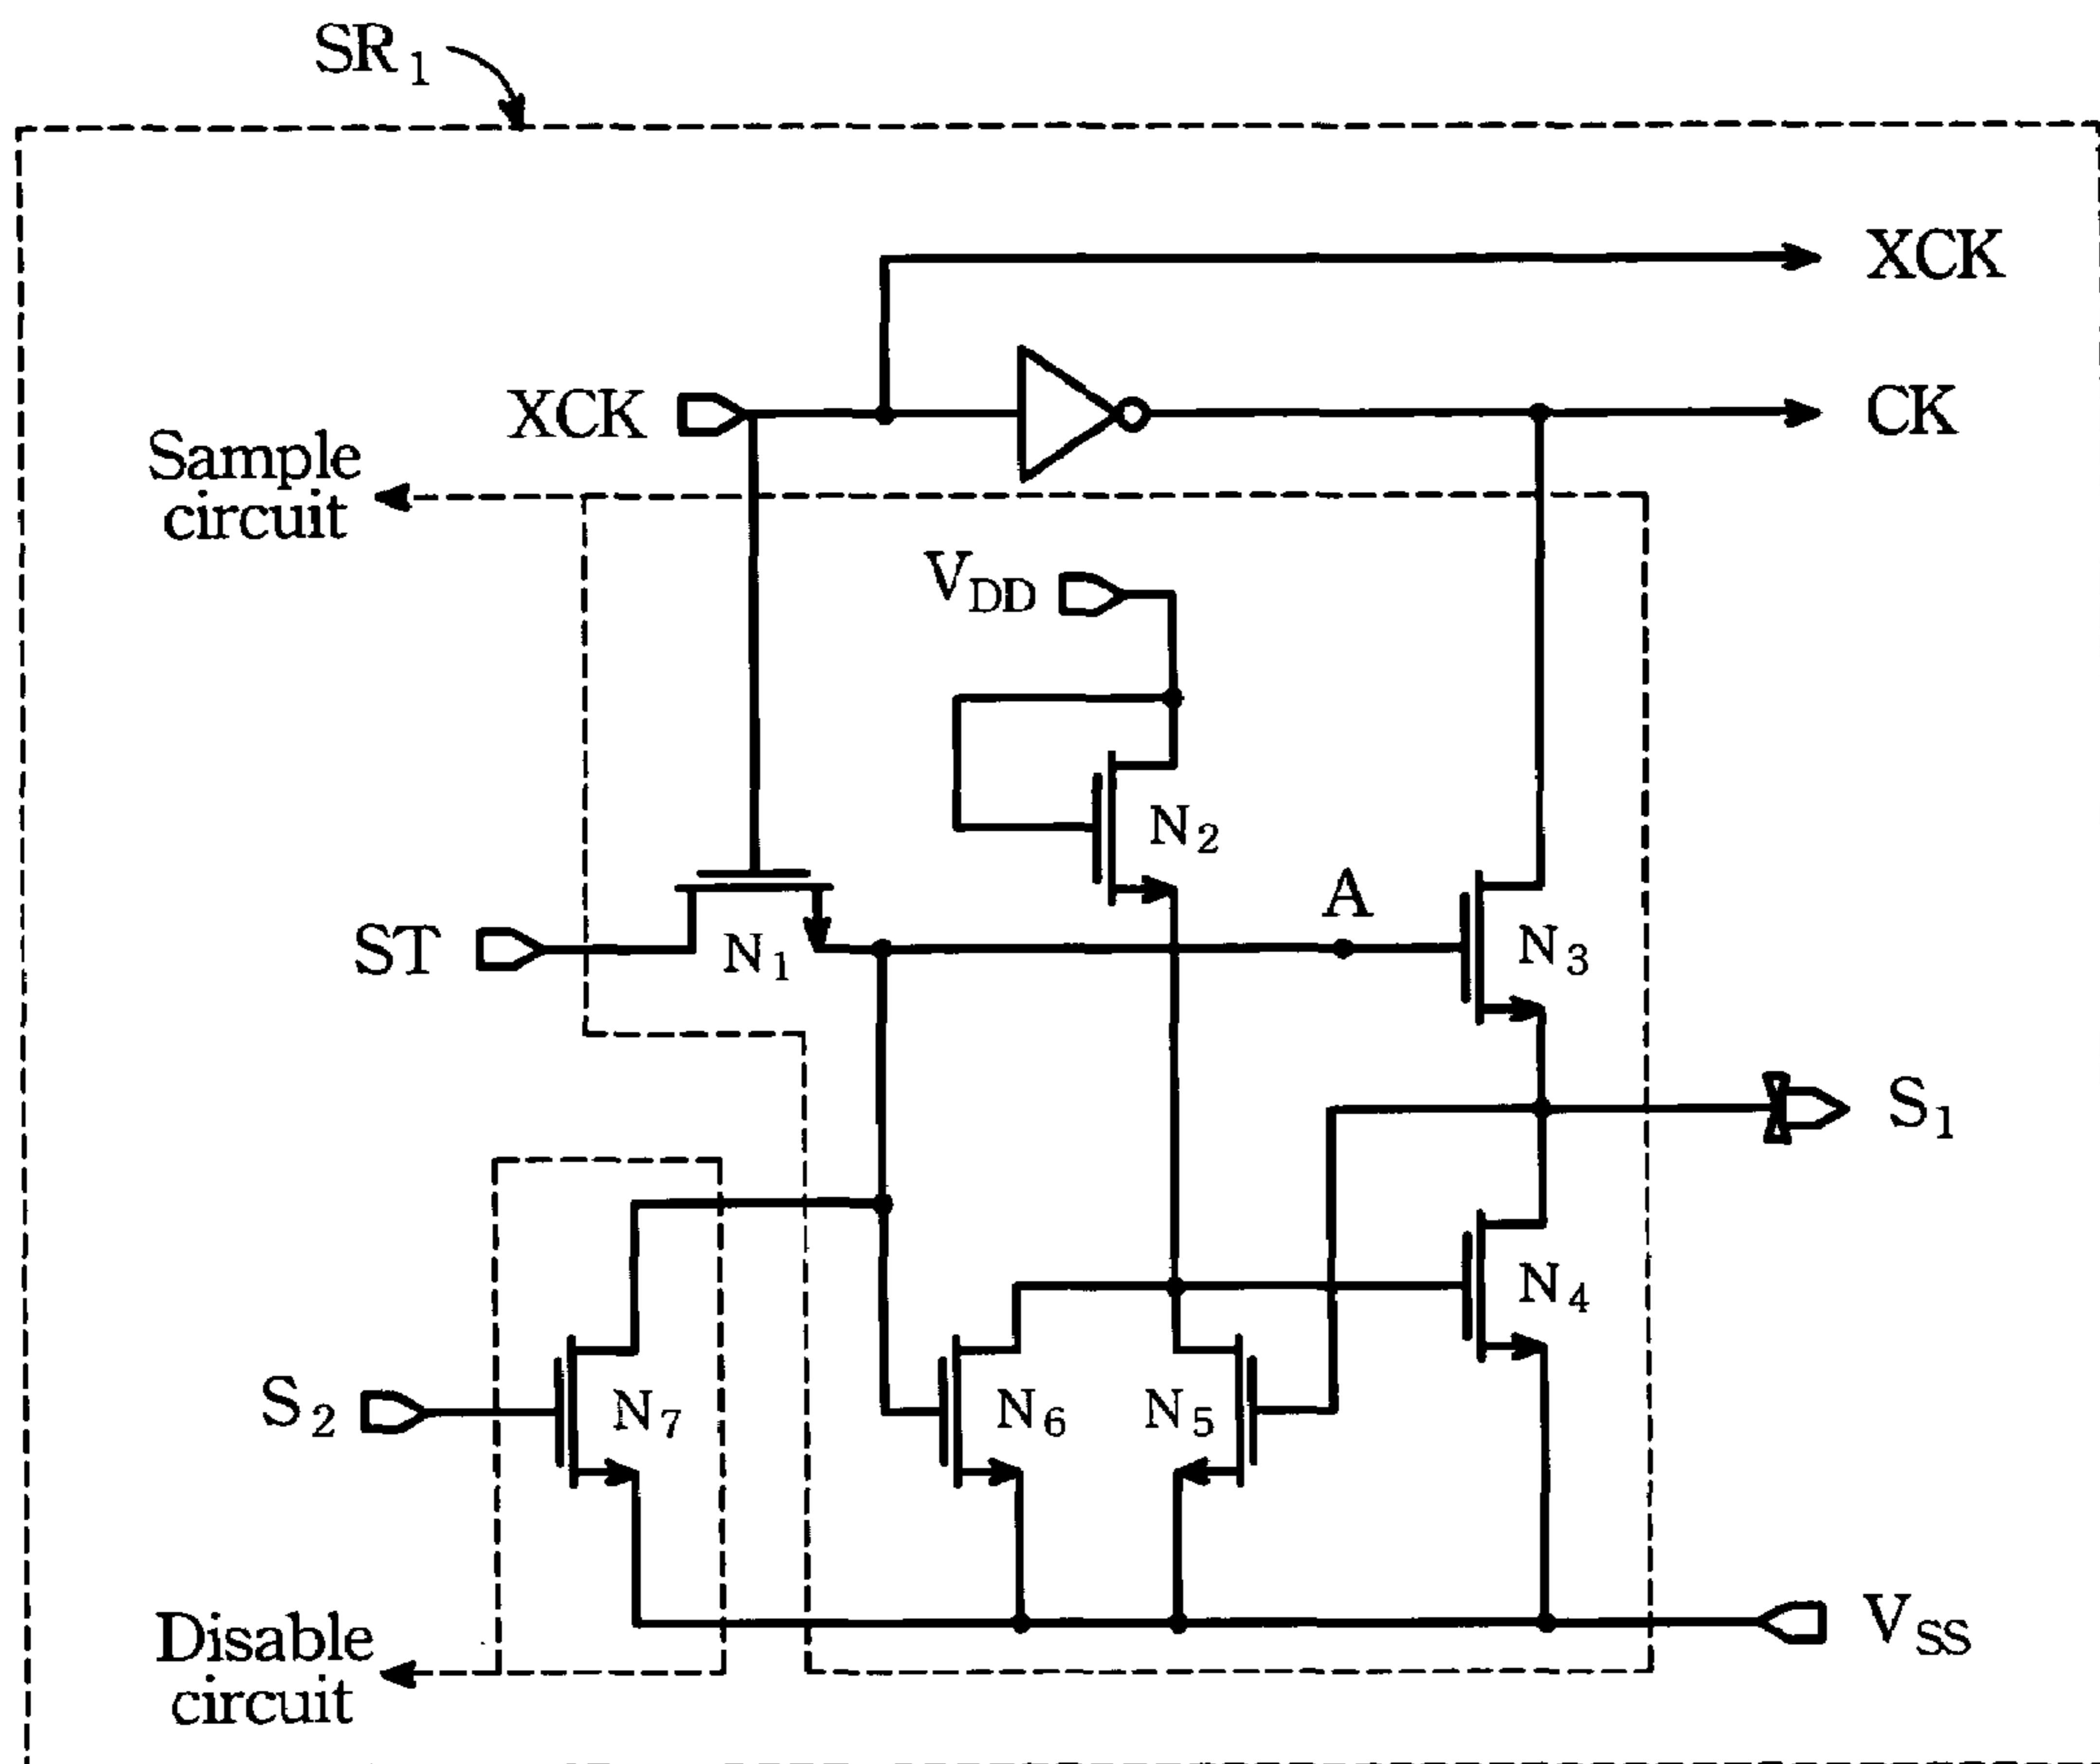 SR1
XCK
XCK
CK
Sample
circuit
VDD
N2
A
ST
N1
N3
S1
N4
S2
N7
N6
N5
Disable
circuit
VSS